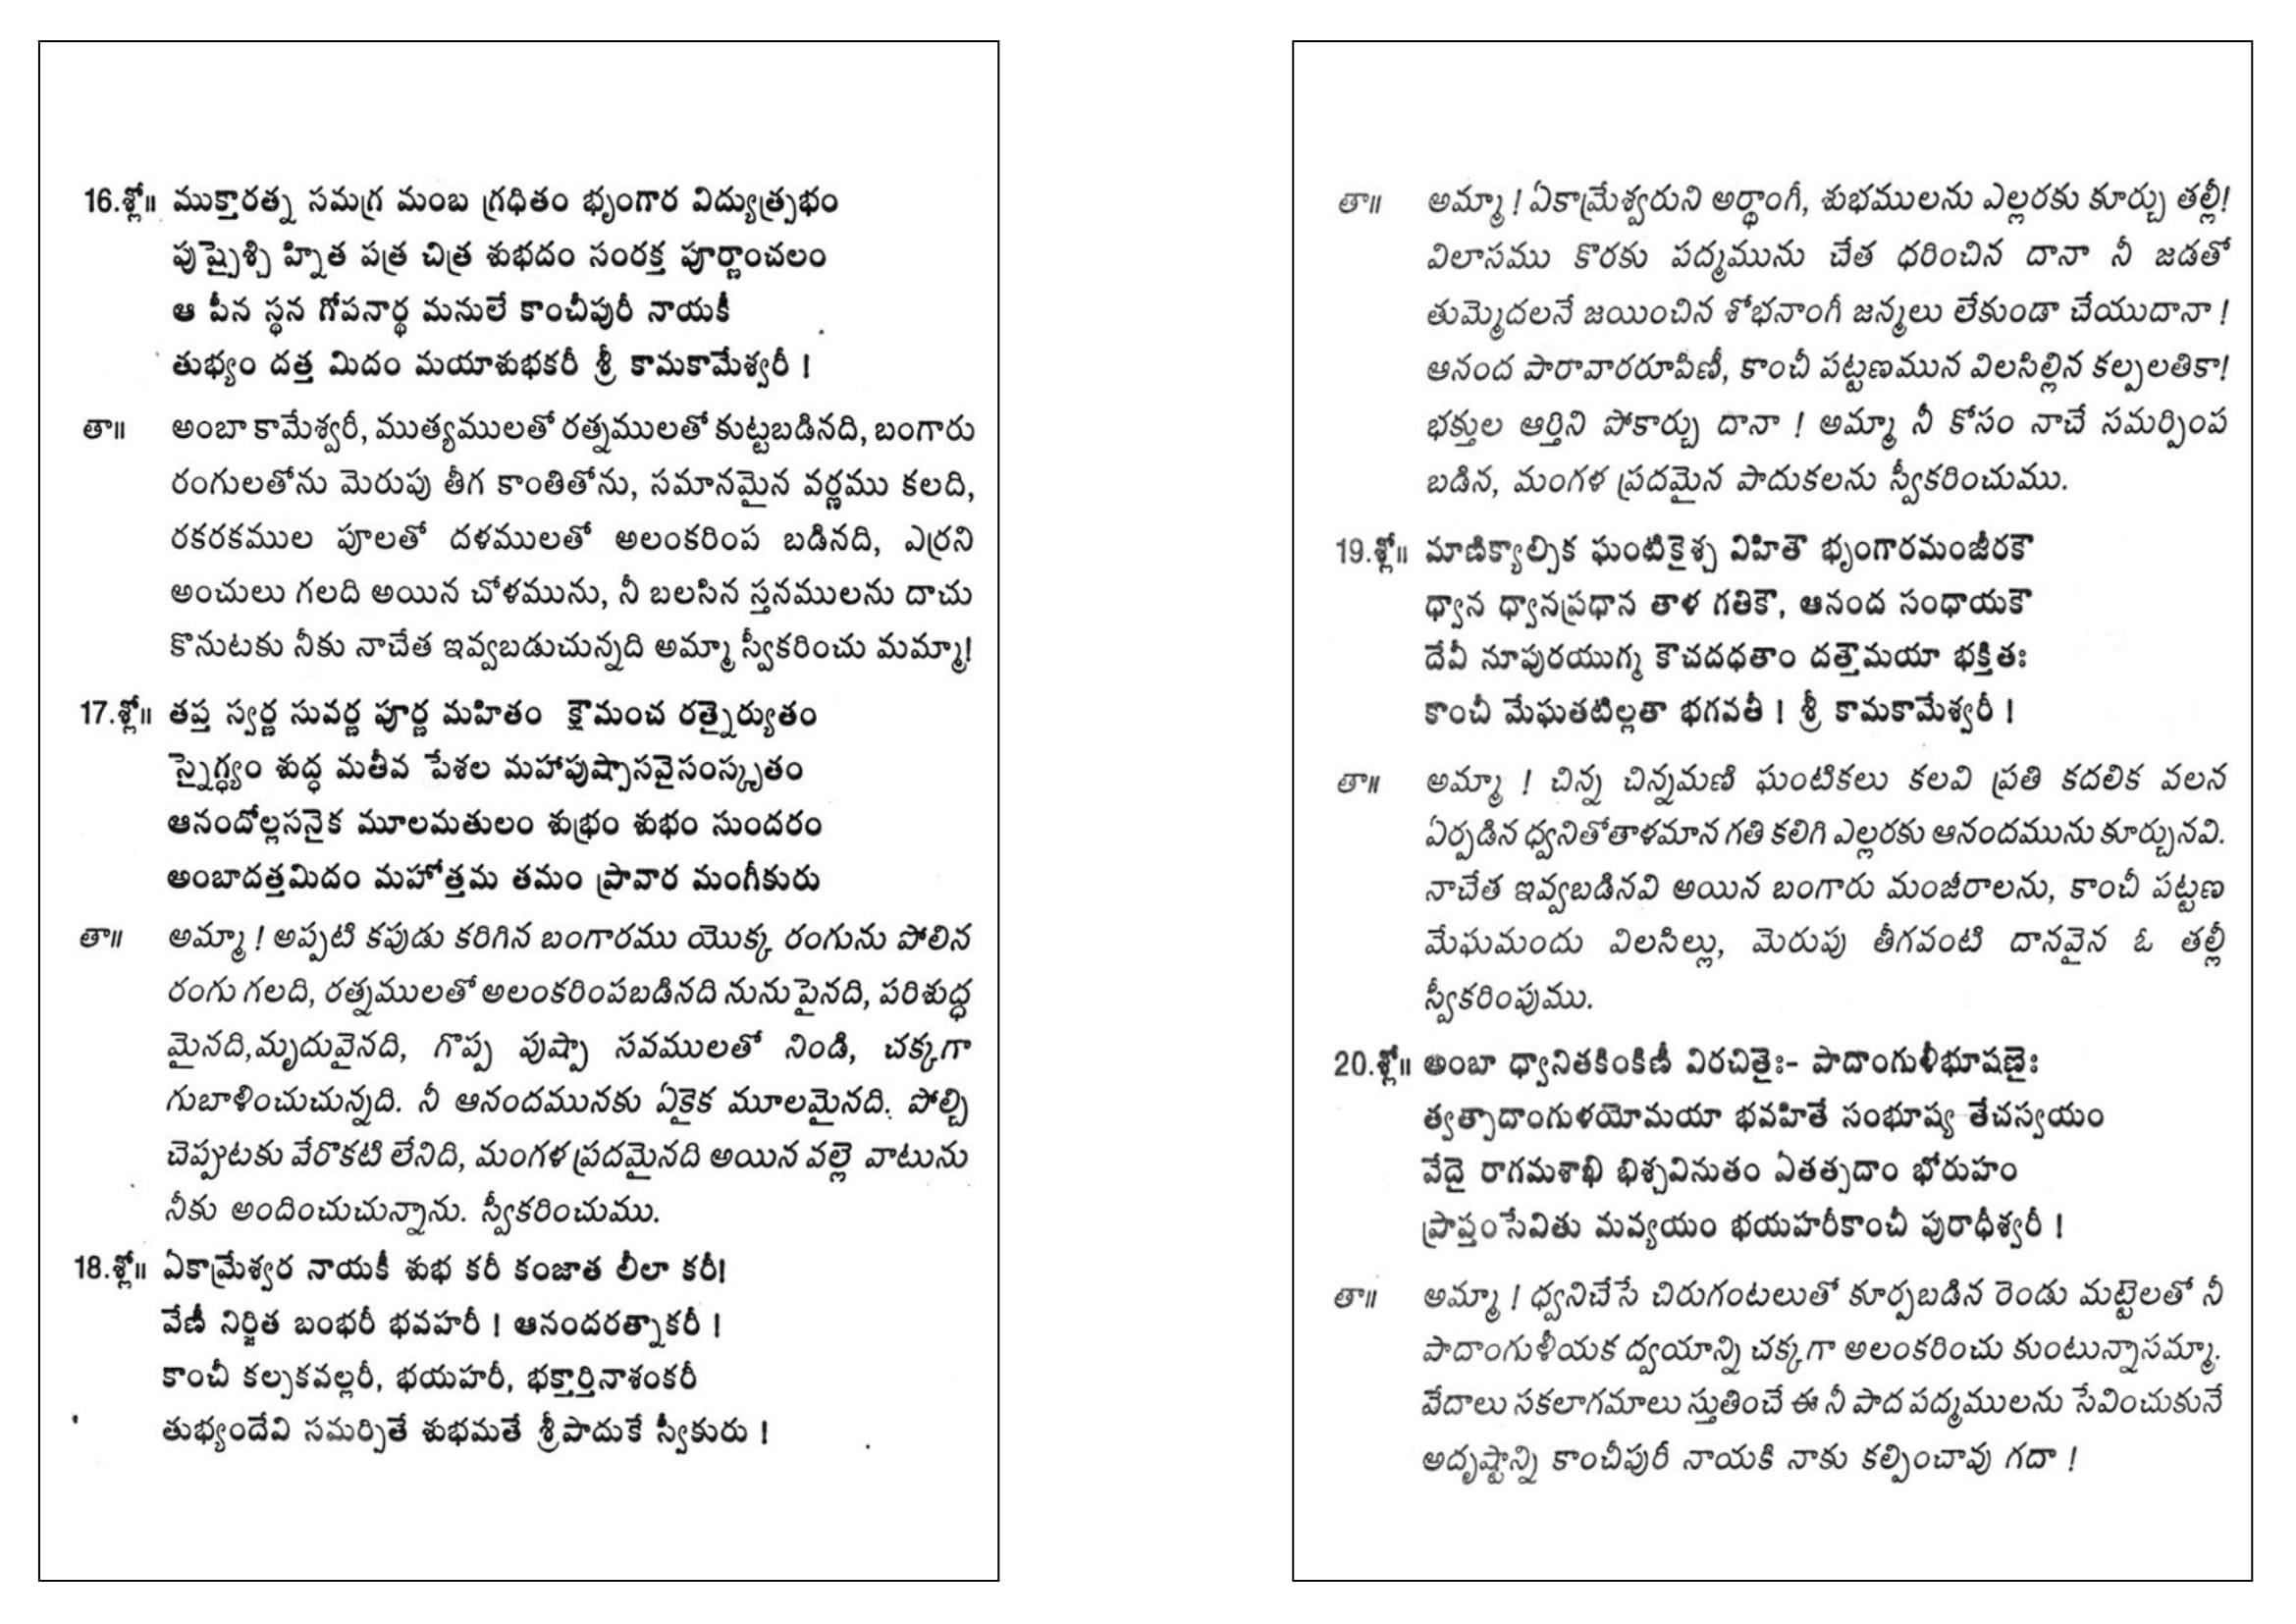 16.శ్లో॥ ముక్తారత్న సమగ్ర మంబ గ్రధితం భృంగార విద్యుత్ప్రభం
పుష్పైశ్చి హ్నిత పత్ర చిత్ర శుభదం సంరక్త పూర్ణాంచలం
ఆ పీన స్థన గోపనార్థ మనులే కాంచీపురీ నాయకీ
తుభ్యం దత్త మిదం మయాశుభకరీ శ్రీ కామకామేశ్వరీ !
తా॥ అంబా కామేశ్వరీ, ముత్యములతో రత్నములతో కుట్టబడినది, బంగారు
రంగులతోను మెరుపు తీగ కాంతితోను, సమానమైన వర్ణము కలది,
రకరకముల పూలతో దళములతో అలంకరింప బడినది, ఎర్రని
అంచులు గలది అయిన చోళమును, నీ బలసిన స్తనములను దాచు
కొనుటకు నీకు నాచేత ఇవ్వబడుచున్నది అమ్మా స్వీకరించు మమ్మా!
17.శ్లో॥ తప్త స్వర్ణ సువర్ణ పూర్ణ మహితం క్షౌమంచ రత్నైర్యుతం
స్నైగ్ధ్యం శుద్ధ మతీవ పేశల మహాపుష్పాసవైసంస్కృతం
ఆనందోల్లసనైక మూలమతులం శుభ్రం శుభం సుందరం
అంబాదత్తమిదం మహోత్తమ తమం ప్రావార మంగీకురు
తా॥ అమ్మా ! అప్పటి కపుడు కరిగిన బంగారము యొక్క రంగును పోలిన
రంగు గలది, రత్నములతో అలంకరింపబడినది నునుపైనది, పరిశుద్ధ
మైనది,మృదువైనది, గొప్ప పుష్పా సవములతో నిండి, చక్కగా
గుబాళించుచున్నది. నీ ఆనందమునకు ఏకైక మూలమైనది. పోల్చి
చెప్పుటకు వేరొకటి లేనిది, మంగళ ప్రదమైనది అయిన వల్లె వాటును
నీకు అందించుచున్నాను. స్వీకరించుము.
18.శ్లో॥ ఏకామ్రేశ్వర నాయకీ శుభ కరీ కంజాత లీలా కరీ!
వేణీ నిర్జిత బంభరీ భవహరీ ! ఆనందరత్నాకరీ !
కాంచీ కల్పకవల్లరీ, భయహరీ, భక్తార్తినాశంకరీ
తుభ్యందేవి సమర్పితే శుభమతే శ్రీపాదుకే స్వీకురు !
తా॥ అమ్మా ! ఏకామ్రేశ్వరుని అర్థాంగీ, శుభములను ఎల్లరకు కూర్చు తల్లీ!
విలాసము కొరకు పద్మమును చేత ధరించిన దానా నీ జడతో
తుమ్మెదలనే జయించిన శోభనాంగీ జన్మలు లేకుండా చేయుదానా !
ఆనంద పారావారరూపిణీ, కాంచీ పట్టణమున విలసిల్లిన కల్పలతికా!
భక్తుల ఆర్తిని పోకార్చు దానా ! అమ్మా నీ కోసం నాచే సమర్పింప
బడిన, మంగళ ప్రదమైన పాదుకలను స్వీకరించుము.
19.శ్లో॥ మాణిక్యాల్పిక ఘంటికైశ్చ విహితౌ భృంగారమంజీరకౌ
ధ్వాన ధ్వానప్రధాన తాళ గతికౌ, ఆనంద సంధాయకౌ
దేవీ నూపురయుగ్మ కౌచదధతాం దత్తౌమయా భక్తితః
కాంచీ మేఘతటిల్లతా భగవతీ ! శ్రీ కామకామేశ్వరీ !
తా॥ అమ్మా ! చిన్న చిన్నమణి ఘంటికలు కలవి ప్రతి కదలిక వలన
ఏర్పడిన ధ్వనితోతాళమాన గతి కలిగి ఎల్లరకు ఆనందమును కూర్చునవి.
నాచేత ఇవ్వబడినవి అయిన బంగారు మంజీరాలను, కాంచీ పట్టణ
మేఘమందు విలసిల్లు, మెరుపు తీగవంటి దానవైన ఓ తల్లీ
స్వీకరింపుము.
20.శ్లో॥ అంబా ధ్వానితకింకిణీ విరచితైః- పాదాంగుళీభూషణైః
త్వత్పాదాంగుళయోమయా భవహితే సంభూష్య తేచస్వయం
వేదై రాగమశాఖి భిశ్చవినుతం ఏతత్పదాం భోరుహం
ప్రాప్తంసేవితు మవ్యయం భయహరీకాంచీ పురాధీశ్వరీ !
తా॥ అమ్మా ! ధ్వనిచేసే చిరుగంటలుతో కూర్పబడిన రెండు మట్టెలతో నీ
పాదాంగుళీయక ద్వయాన్ని చక్కగా అలంకరించు కుంటున్నాసమ్మా.
వేదాలు సకలాగమాలు స్తుతించే ఈ నీ పాద పద్మములను సేవించుకునే
అదృష్టాన్ని కాంచీపురీ నాయకి నాకు కల్పించావు గదా !